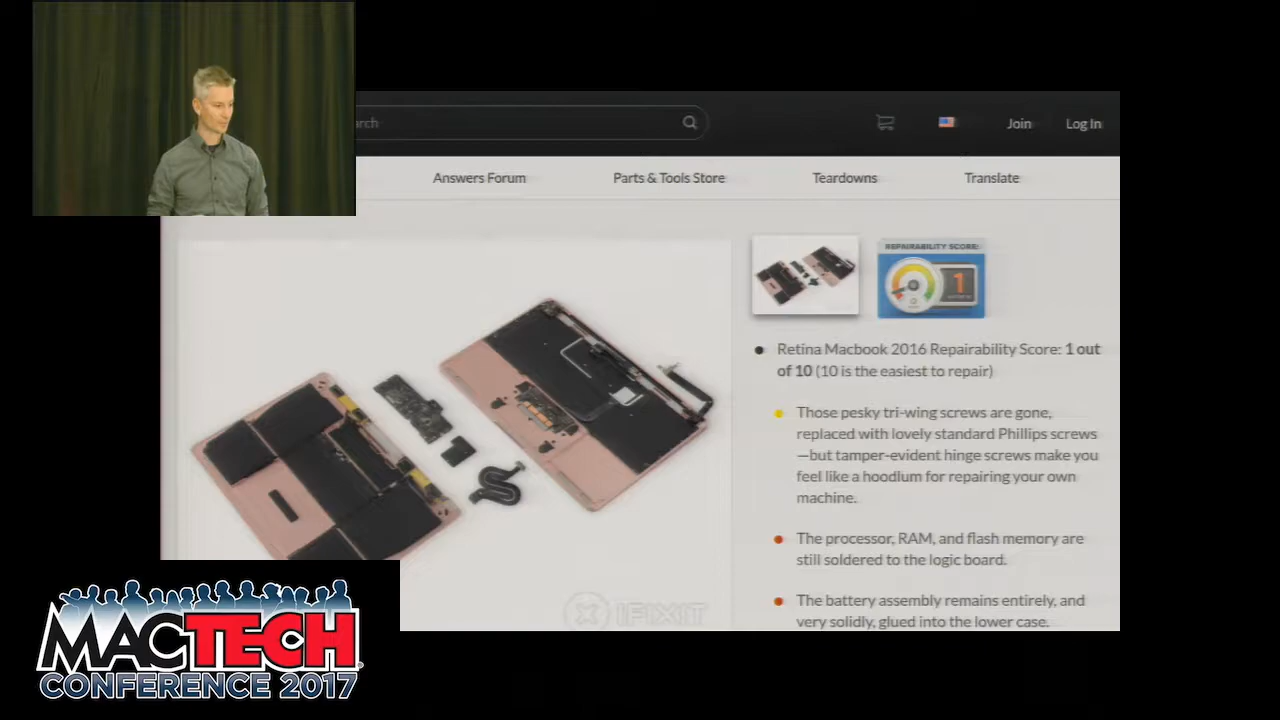 arch
Join
Log In
Answers Forum
Parts & Tools Store
Teardowns
Translate
REPAIRABILITY SCORE:
1
Retina Macbook 2016 Repairability Score: 1 out
of 10 (10 is the easiest to repair)
Those pesky tri-wing screws are gone,
replaced with lovely standard Phillips screws
—but tamper-evident hinge screws make you
feel like a hoodlum for repairing your own
machine.
The processor, RAM, and flash memory are
still soldered to the logic board.
The battery assembly remains entirely, and
very solidly, glued into the lower case.
IFIXIT
MACTECH
CONFERENCE 2017